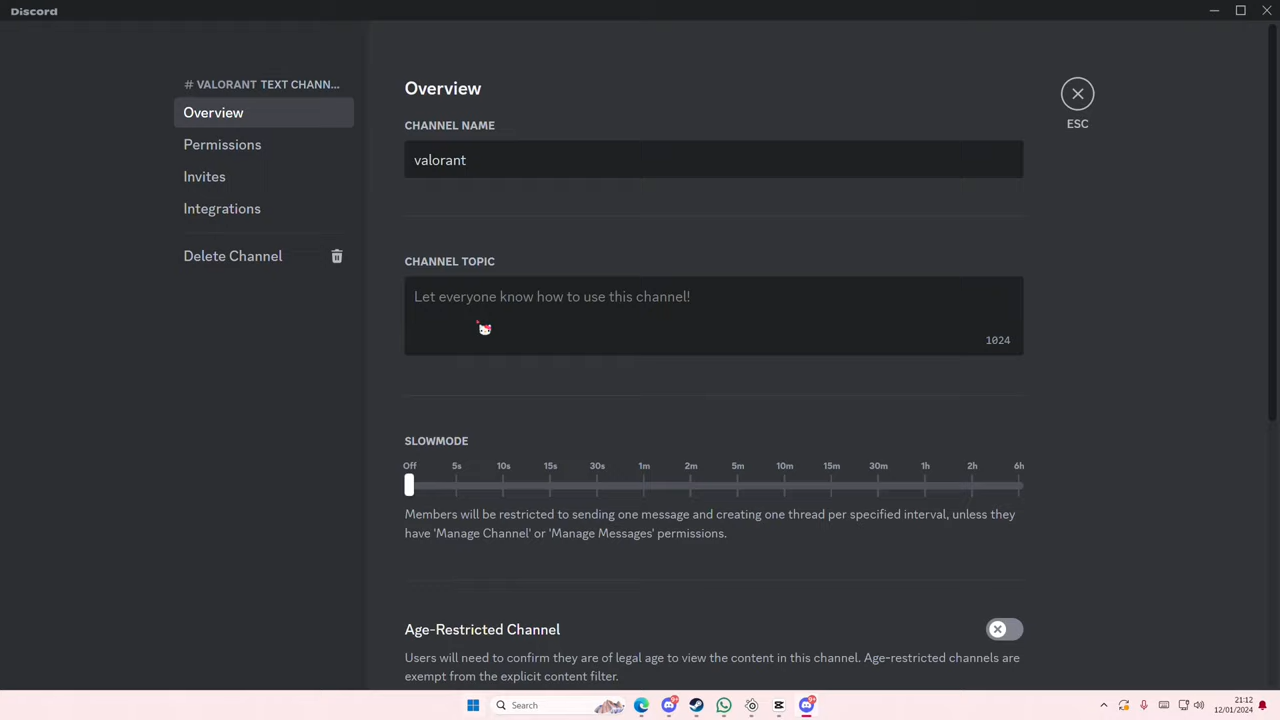 Discord
# VALORANT TEXT CHANN...
Overview
Permissions
Invites
Integrations
Delete Channel
Overview
CHANNEL NAME
valorant
ESC
CHANNEL TOPIC
Let everyone know how to use this channel!
1024
SLOWMODE
Off 5s 10s 15s 30s 1m 2m 5m 10m 15m 30m 1h 2h 6h
Members will be restricted to sending one message and creating one thread per specified interval, unless they
have 'Manage Channel' or 'Manage Messages' permissions.
Age-Restricted Channel
Users will need to confirm they are of legal age to view the content in this channel. Age-restricted channels are
exempt from the explicit content filter.
Search
21:12
12/01/2024